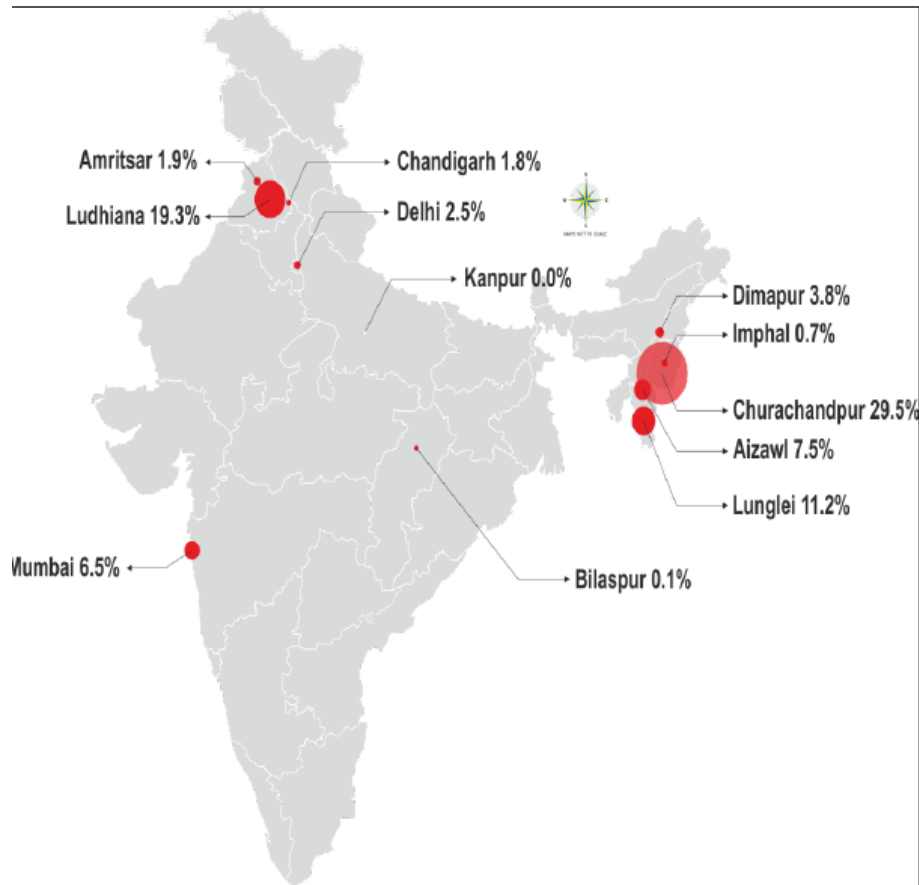 Amritsar 1.9%
Chandigarh 1.8%
Ludhiana 19.3%
Delhi 2.5%
Kanpur 0.0%
Dimapur 3.8%
Imphal 0.7%
Churachandpur 29.5%
Aizawl 7.5%
Lunglei 11.2%
Mumbai 6.5%
Bilaspur 0.1%